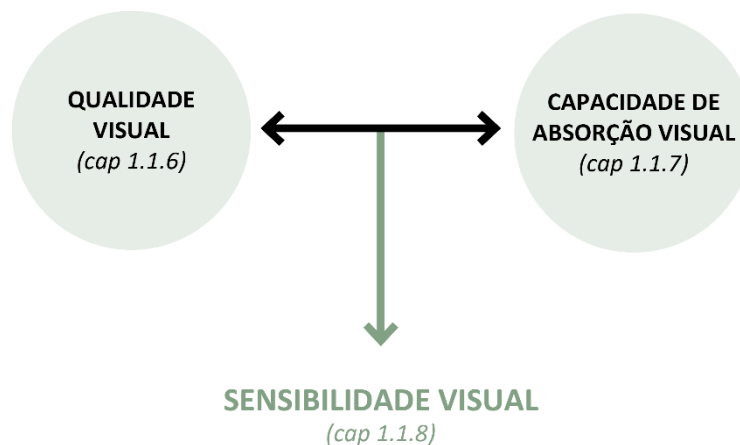 QUALIDADE
VISUAL
(cap 1.1.6)
CAPACIDADE DE
ABSORÇÃO VISUAL
(cap 1.1.7)
SENSIBILIDADE VISUAL
(cap 1.1.8)